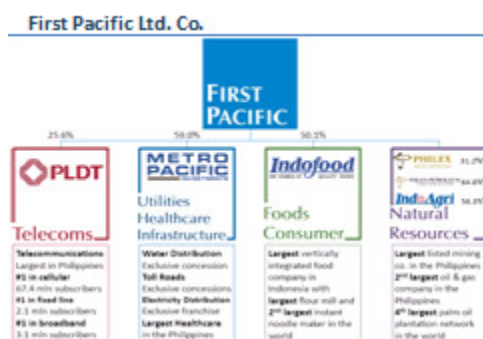 First Pacific Ltd. Co.
FIRST
PACIFIC
25.6%
50.1%
PLDT
Telecoms
Telecommunications
Largest in Philippines
#1 in cellular
67.4 mln subscribers
#1 in fixed line
2.1 mln subscribers
#1 in broadband
3.1 mln subscribers
METRO
PACIFIC
INVESTMENTS
Utilities
Healthcare
Infrastructure
Water Distribution
Exclusive concession
Toll Roads
Exclusive concessions
Electricity Distribution
Exclusive franchise
Largest Healthcare
in the Philippines
Indofood
Foods
Consumer
Largest vertically
integrated food
company in
Indonesia with
largest flour mill and
2nd largest instant
noodle maker in the
world
PHILEX
IndoAgri
Natural
Resources
Largest listed mining
co. in the Philippines
2nd largest oil & gas
company in the
Philippines
4th largest palm oil
plantation network
in the world